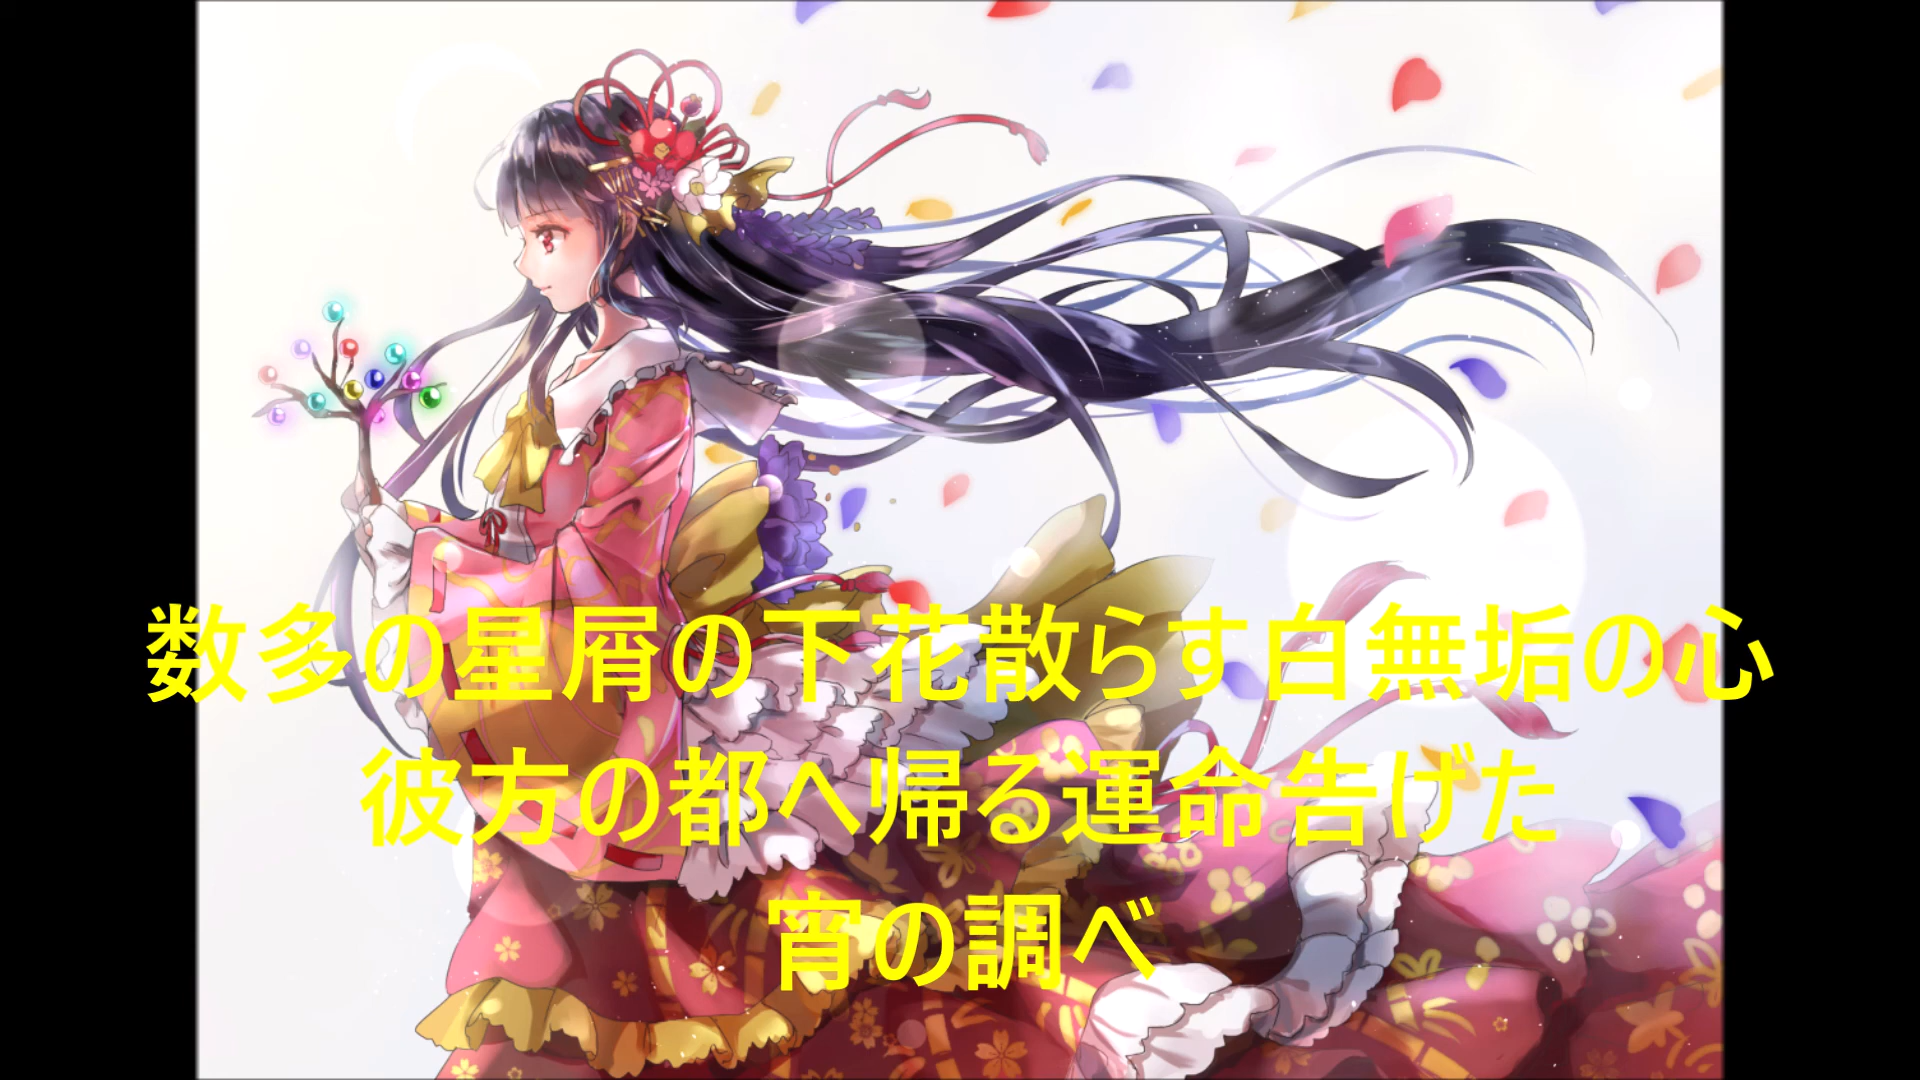 数多の星屑の下花散らす白無垢の心
彼方の都へ帰る運命告げた
宵の調べ